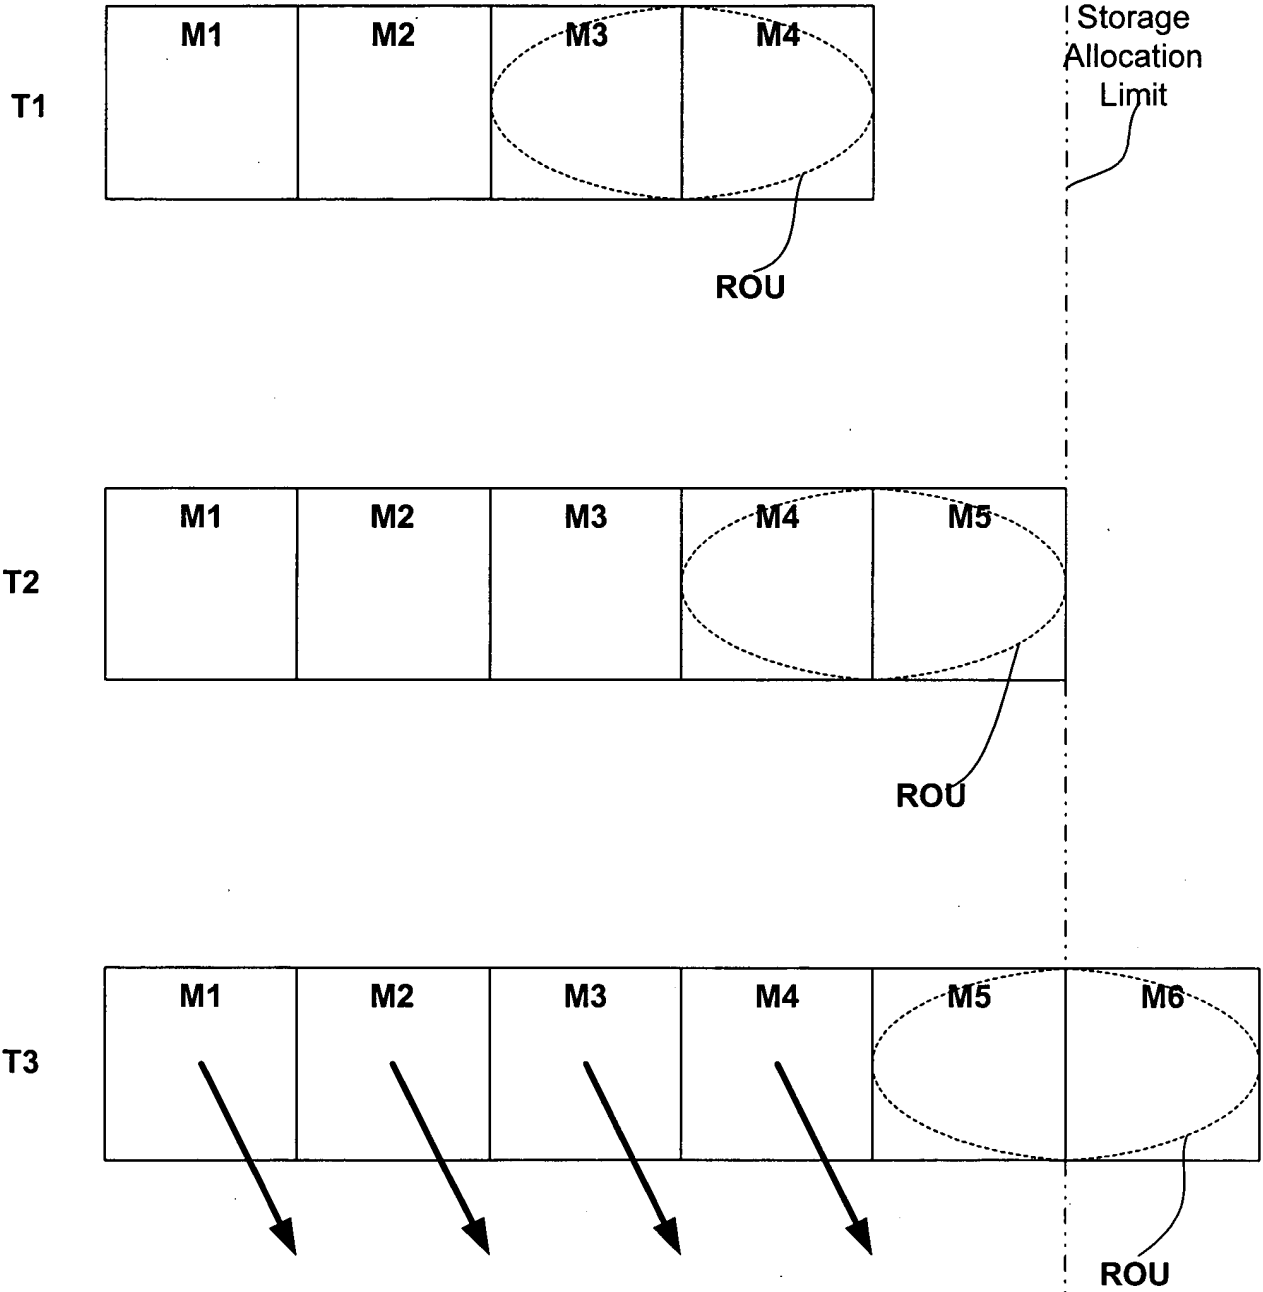 M1 M2 M3 M4
Storage
Allocation
Limit
T1
ROU
M1 M2 M3 M4 M5
T2
ROU
M1 M2 M3 M4 M5 M6
T3
ROU